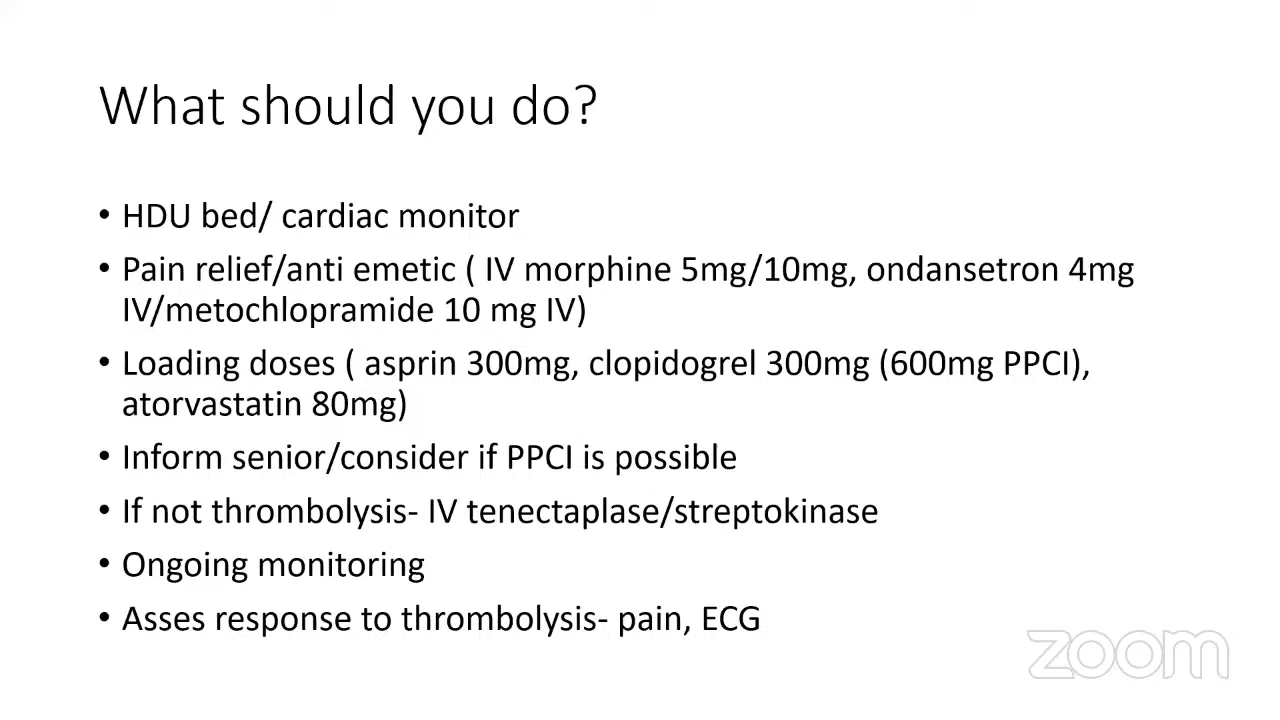 What should you do?
• HDU bed/ cardiac monitor
• Pain relief/anti emetic ( IV morphine 5mg/10mg, ondansetron 4mg
IV/metochlopramide 10 mg IV)
• Loading doses ( asprin 300mg, clopidogrel 300mg (600mg PPCI),
atorvastatin 80mg)
• Inform senior/consider if PPCI is possible
• If not thrombolysis- IV tenectaplase/streptokinase
• Ongoing monitoring
• Asses response to thrombolysis- pain, ECG
zoom